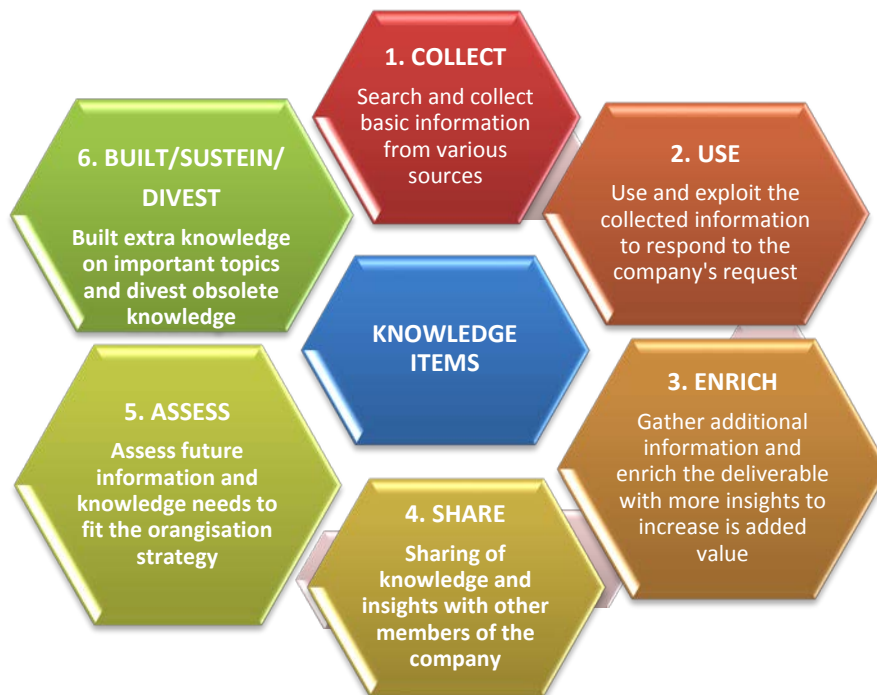 1. COLLECT
Search and collect
basic information
from various
sources
2. USE
Use and exploit the
collected information
to respond to the
company's request
3. ENRICH
Gather additional
information and
enrich the deliverable
with more insights to
increase is added
value
4. SHARE
Sharing of
knowledge and
insights with other
members of the
company
5. ASSESS
Assess future
information and
knowledge needs to
fit the orangisation
strategy
6. BUILT/SUSTEIN/
DIVEST
Built extra knowledge
on important topics
and divest obsolete
knowledge
KNOWLEDGE
ITEMS